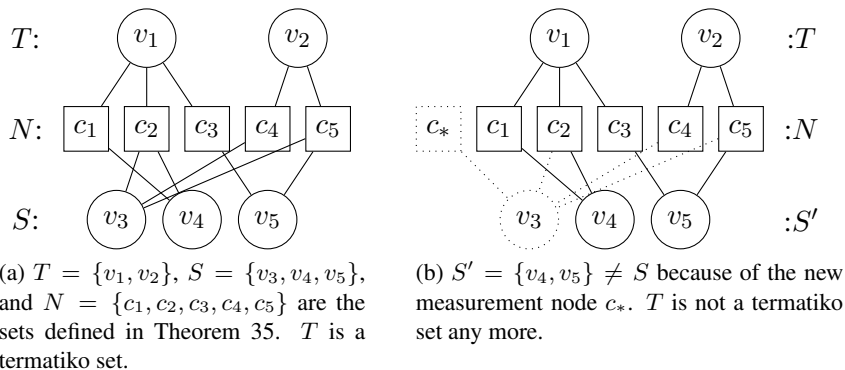 T: v₁ v₂ v₁ v₂ :T
N: c₁ c₂ c₃ c₄ c₅ c* c₁ c₂ c₃ c₄ c₅ :N
S: v₃ v₄ v₅ v₃ v₄ v₅ :S′
(a) T = {v₁, v₂}, S = {v₃, v₄, v₅},
and N = {c₁, c₂, c₃, c₄, c₅} are the
sets defined in Theorem 35. T is a
termatiko set.
(b) S′ = {v₄, v₅} ≠ S because of the new
measurement node c*. T is not a termatiko
set any more.